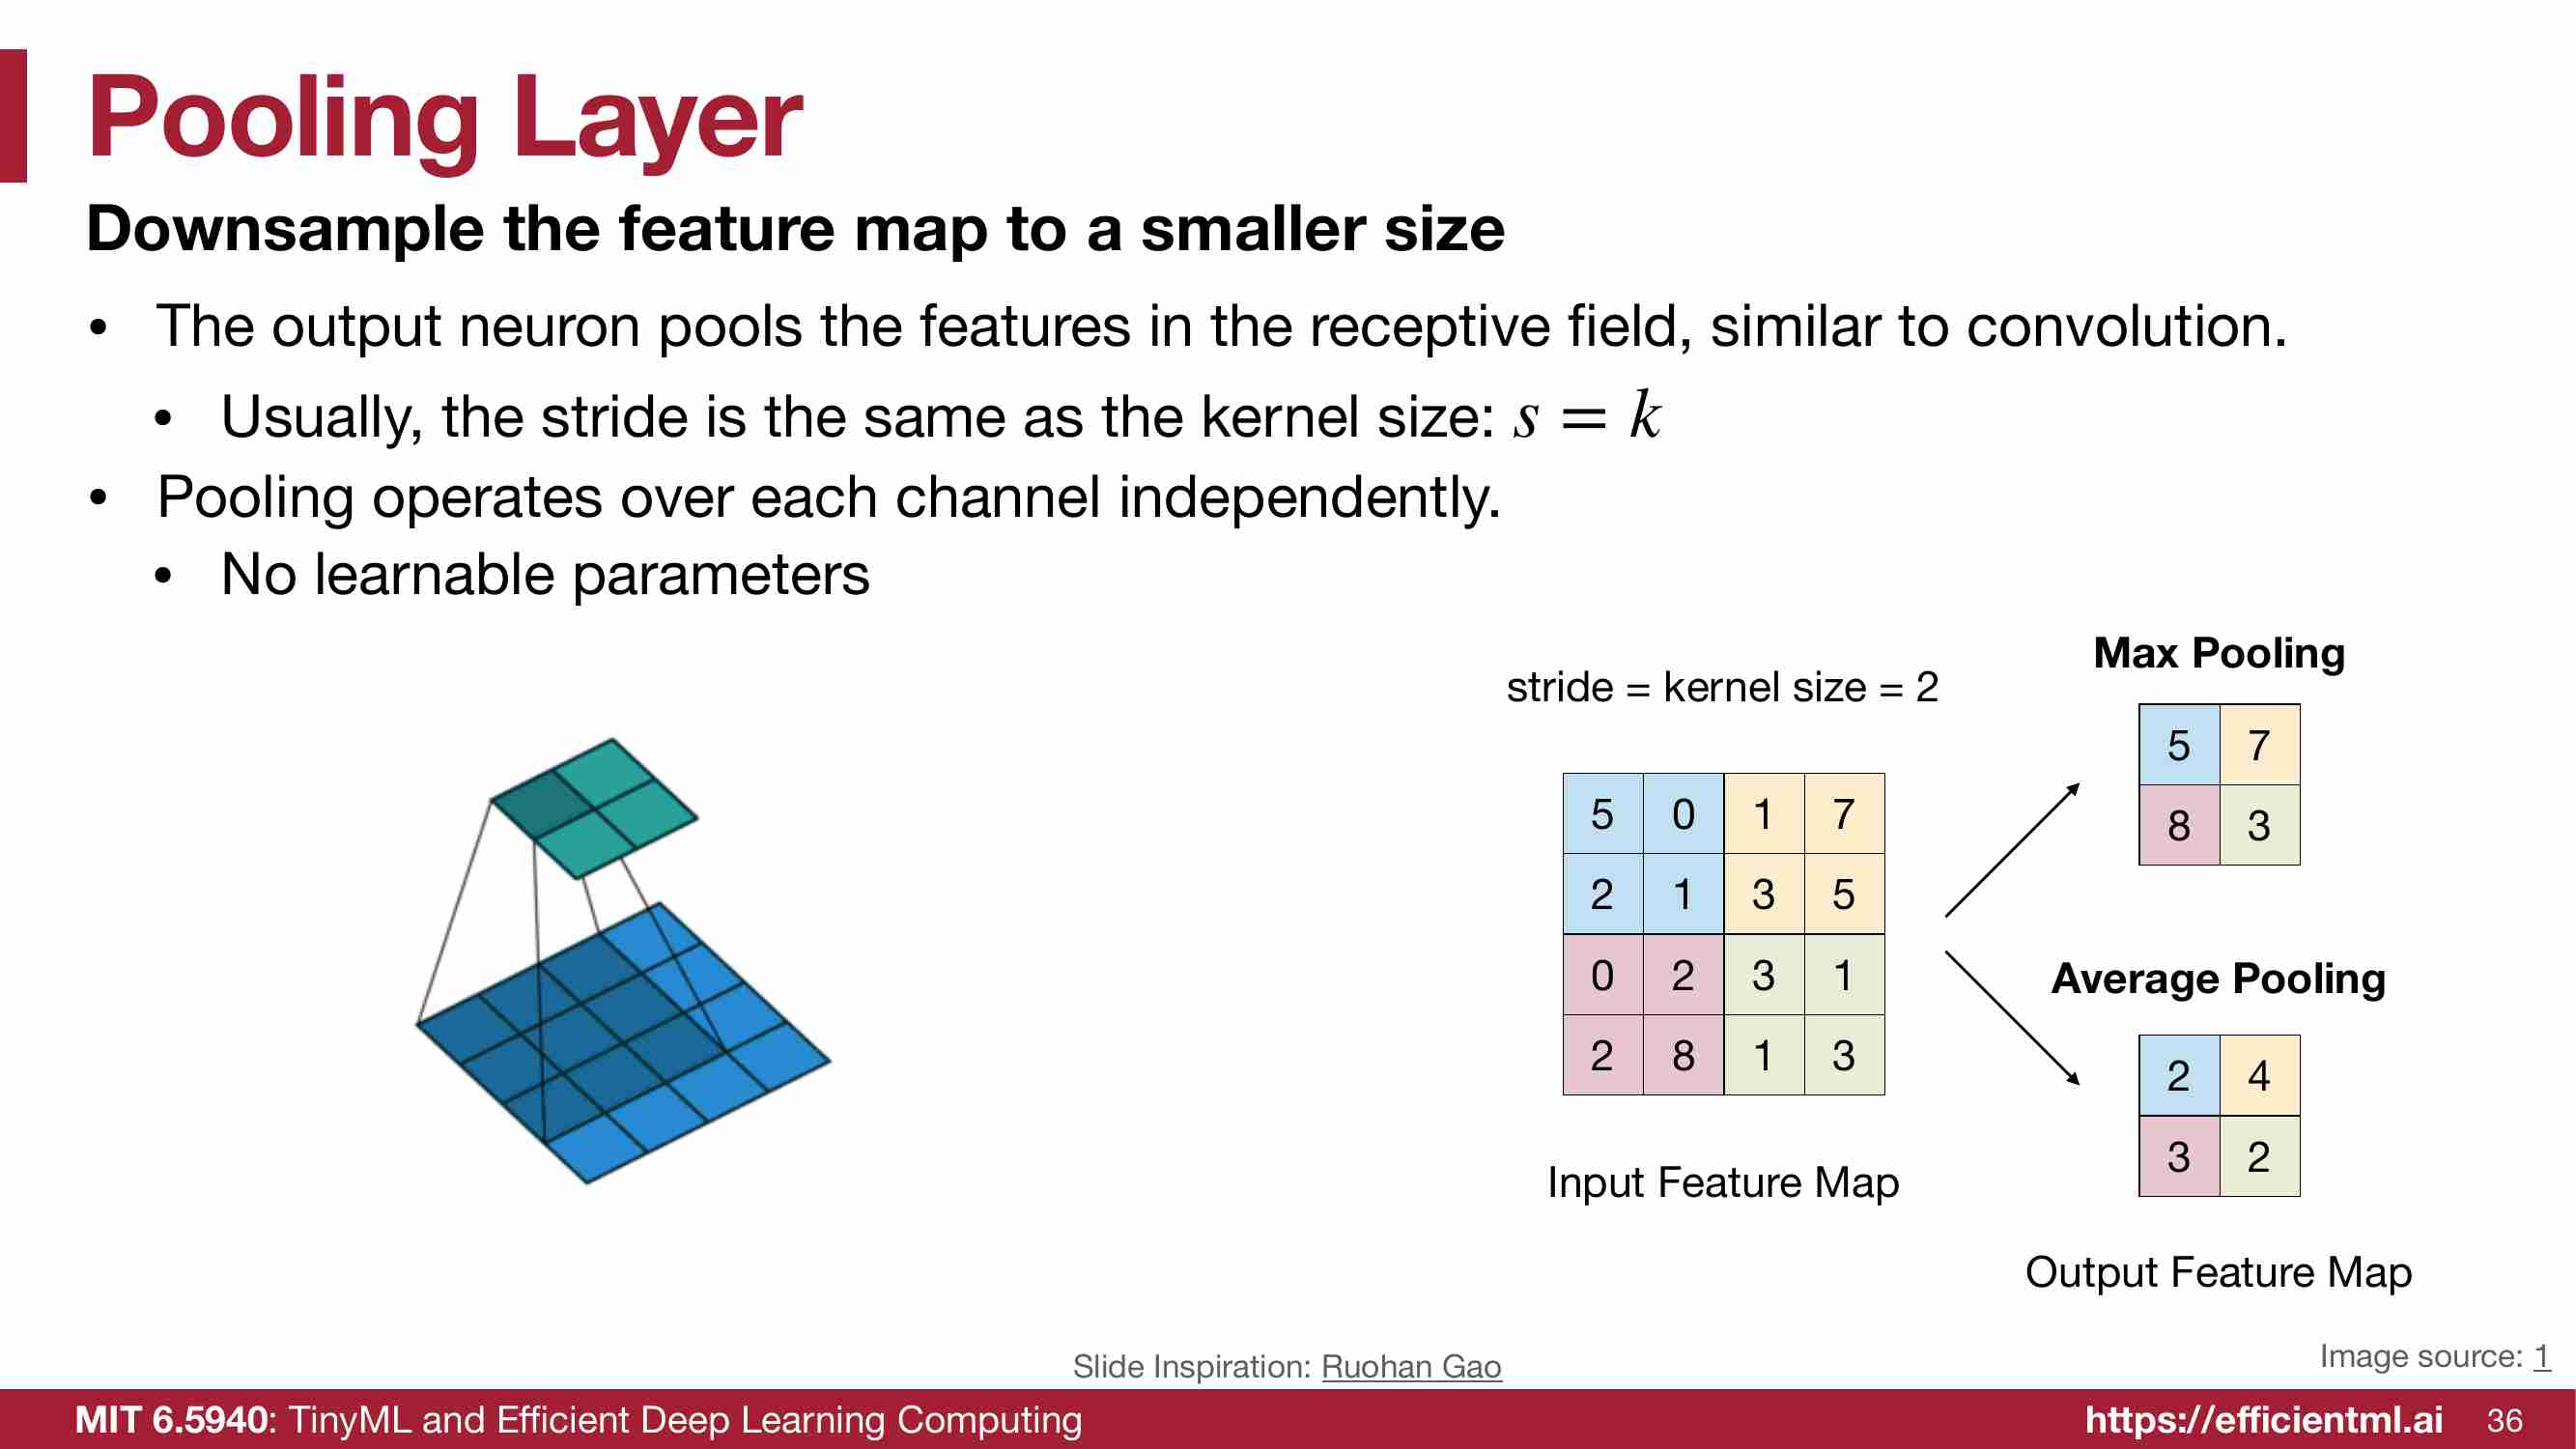 Pooling Layer
Downsample the feature map to a smaller size
• The output neuron pools the features in the receptive field, similar to convolution.
• Usually, the stride is the same as the kernel size: s = k
• Pooling operates over each channel independently.
• No learnable parameters
stride = kernel size = 2
5 0 1 7
2 1 3 5
0 2 3 1
2 8 1 3
Input Feature Map
Max Pooling
5 7
8 3
Average Pooling
2 4
3 2
Output Feature Map
Slide Inspiration: Ruohan Gao
Image source: 1
MIT 6.5940: TinyML and Efficient Deep Learning Computing
https://efficientml.ai 36